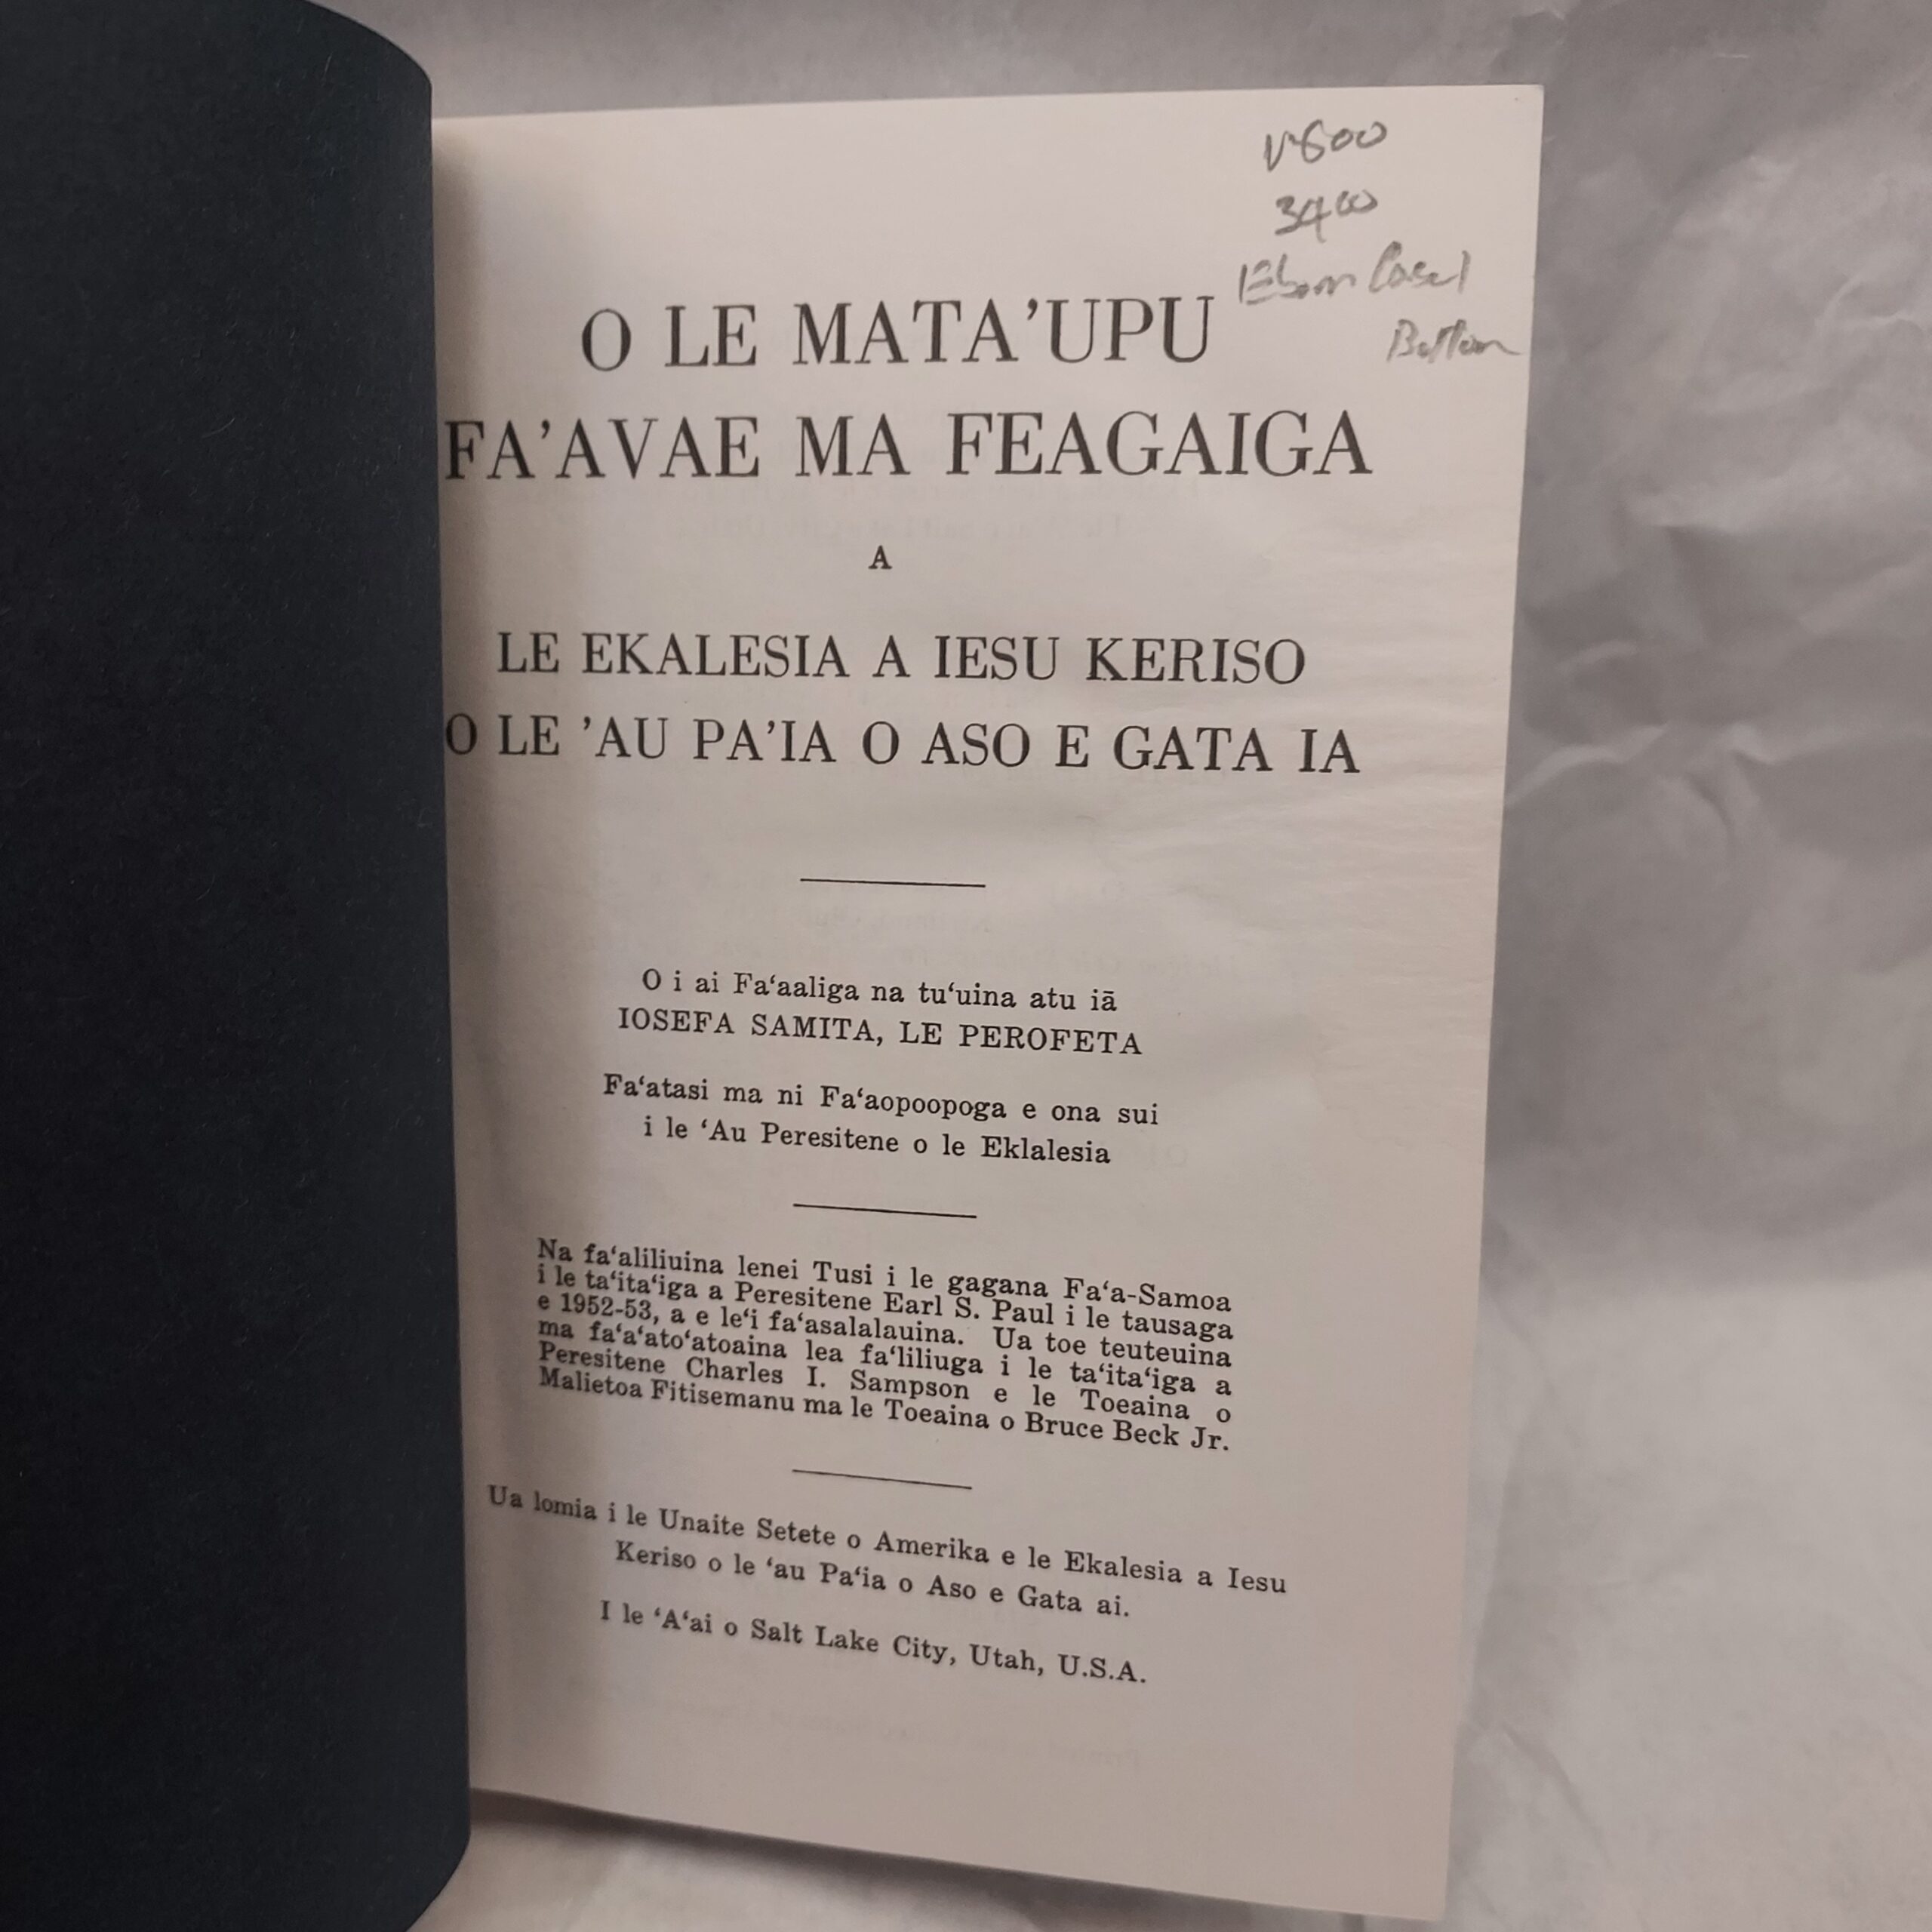 3400
O LE MATA’UPU
FA’AVAE MA FEAGAIGA
A
LE EKALESIA A IESU KERISO
O LE ’AU PA’IA O ASO E GATA IA
O i ai Fa‘aaliga na tu‘uina atu iā
IOSEFA SAMITA, LE PEROFETA
Fa‘atasi ma ni Fa‘aopoopoga e ona sui
i le ‘Au Peresitene o le Eklalesia
Na fa‘aliliuina lenei Tusi i le gagana Fa‘a-Samoa
i le ta‘ita‘iga a Peresitene Earl S. Paul i le tausaga
e 1952-53, a e le‘i fa‘asalalauina. Ua toe teuteuina
ma fa‘a‘ato‘atoaina lea fa‘liliuga i le ta‘ita‘iga a
Peresitene Charles I. Sampson e le Toeaina o
Malietoa Fitisemanu ma le Toeaina o Bruce Beck Jr.
Ua lomia i le Unaite Setete o Amerika e le Ekalesia a Iesu
Keriso o le ‘au Pa‘ia o Aso e Gata ai.
I le ‘A‘ai o Salt Lake City, Utah, U.S.A.